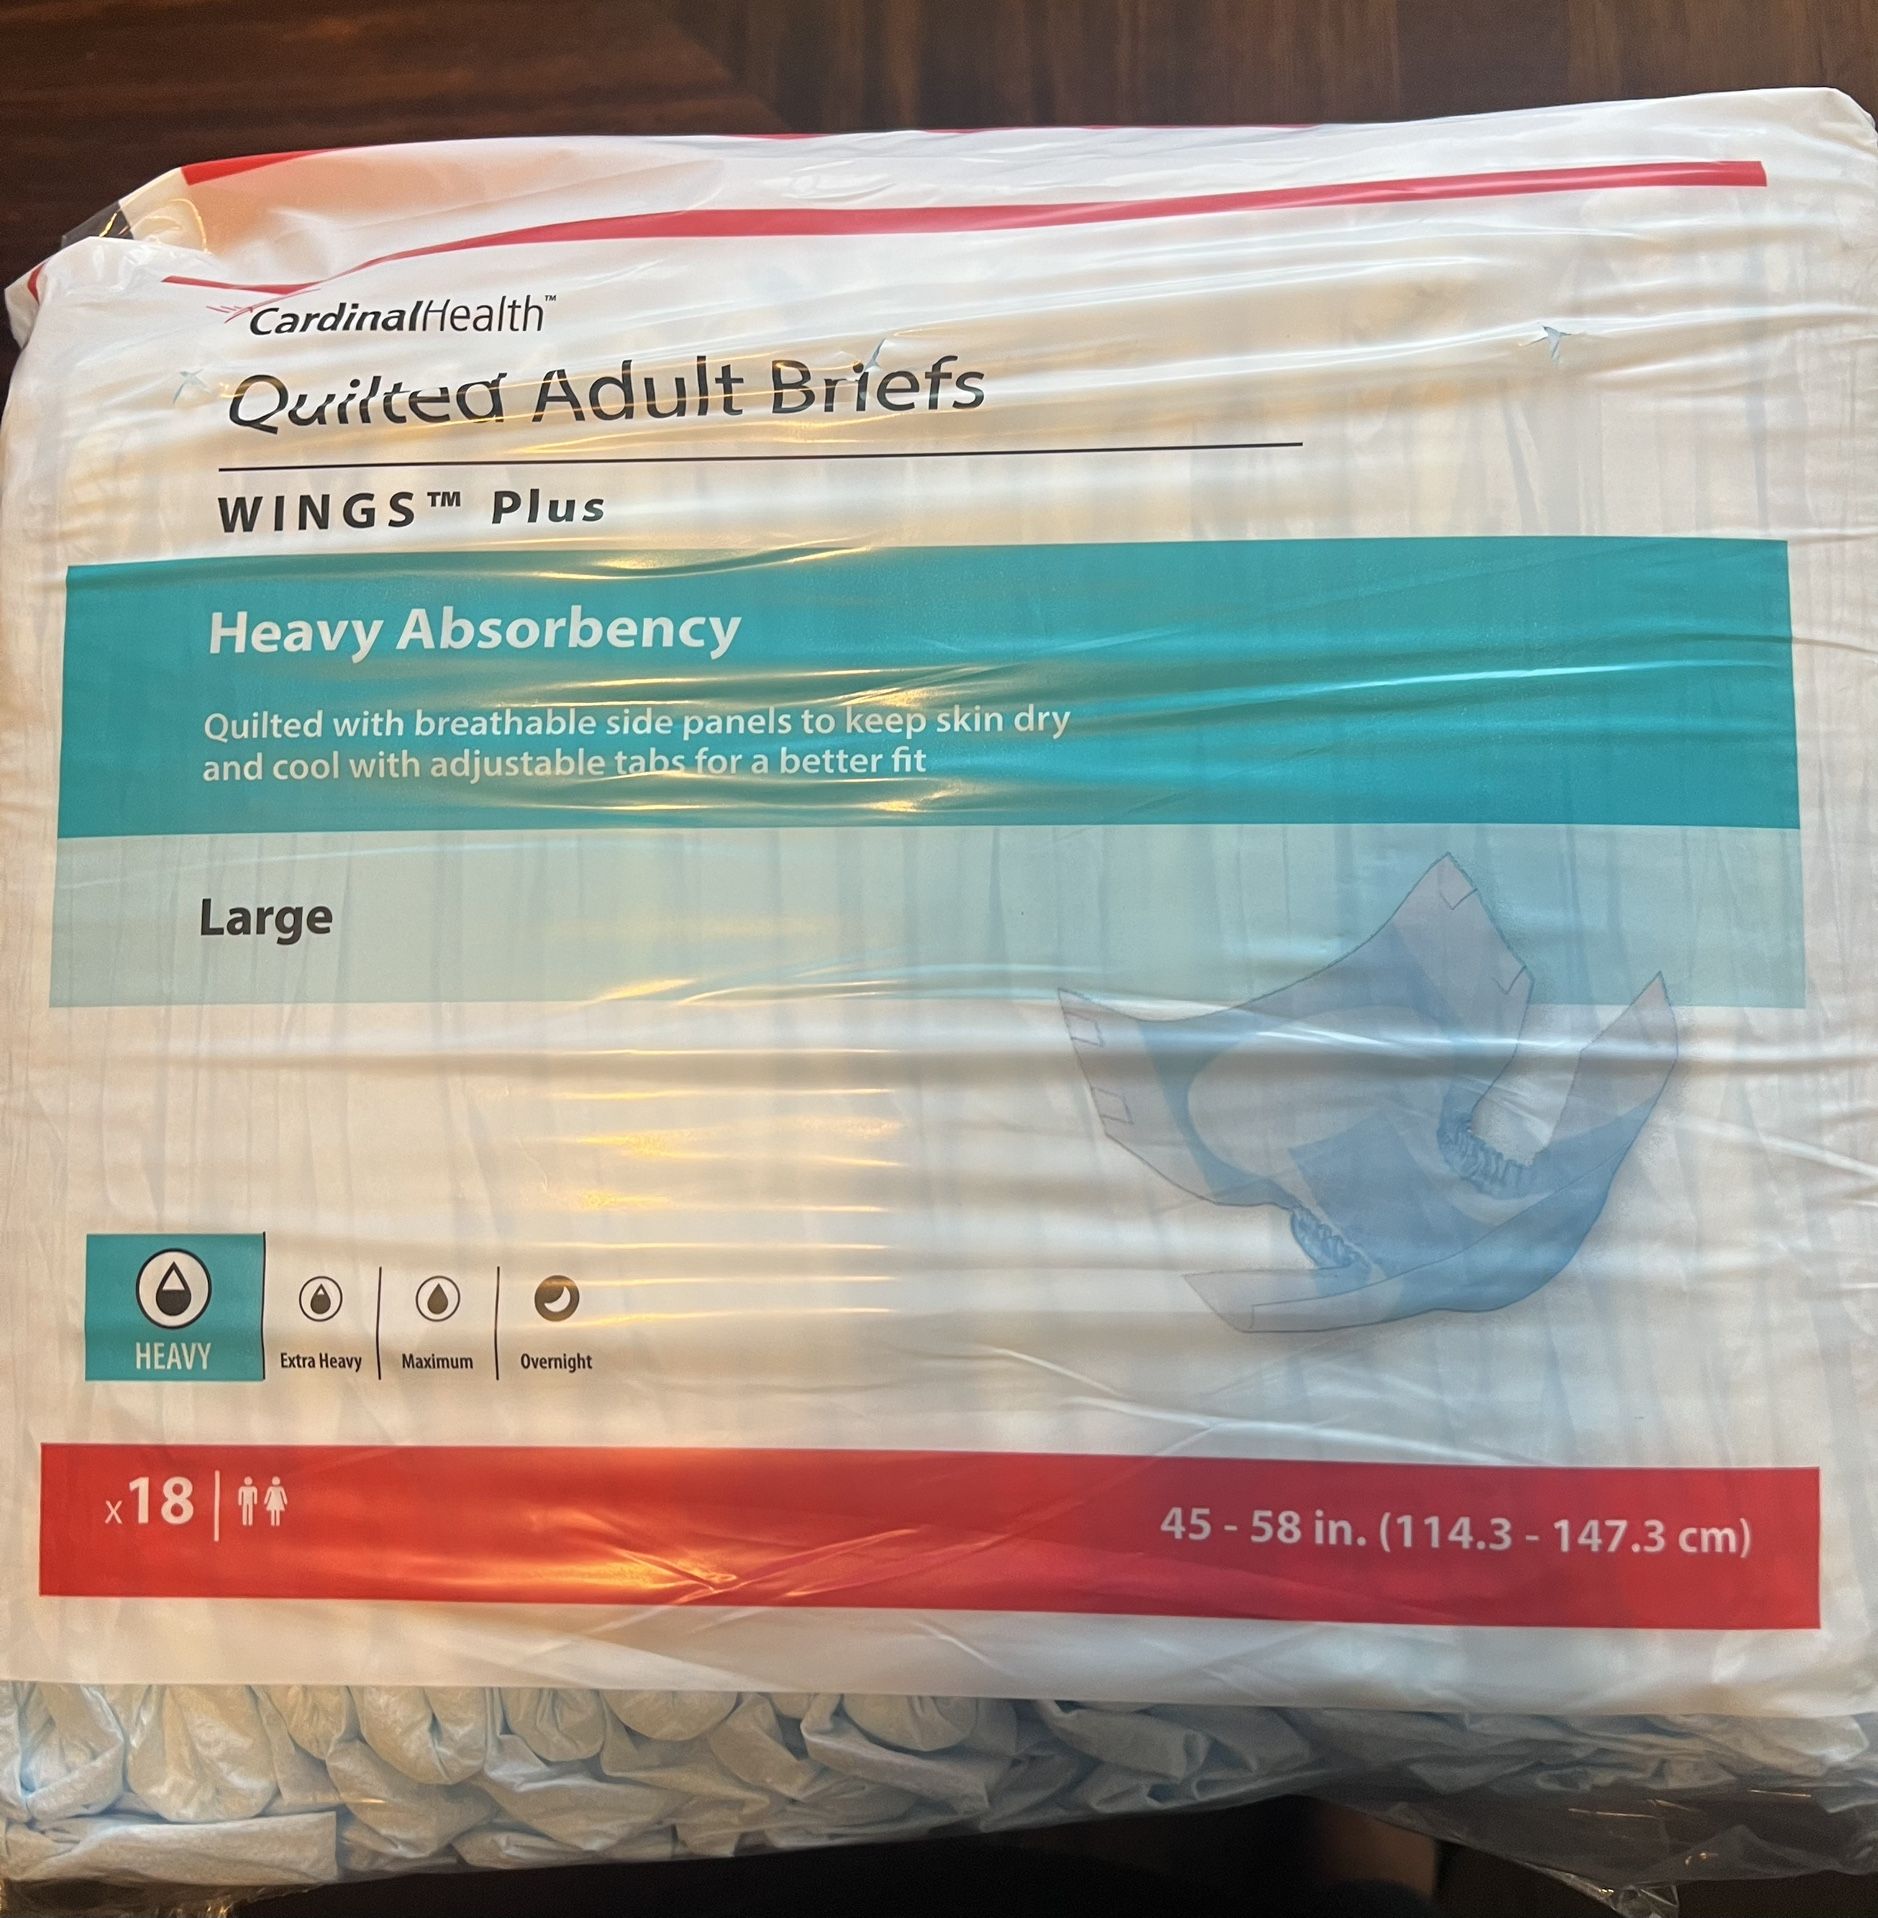 CardinalHealth™
Quilted Adult Briefs
WINGS™ Plus
Heavy Absorbency
Quilted with breathable side panels to keep skin dry
and cool with adjustable tabs for a better fit
Large
HEAVY
Extra Heavy
Maximum
Overnight
x18
45 - 58 in. (114.3 - 147.3 cm)